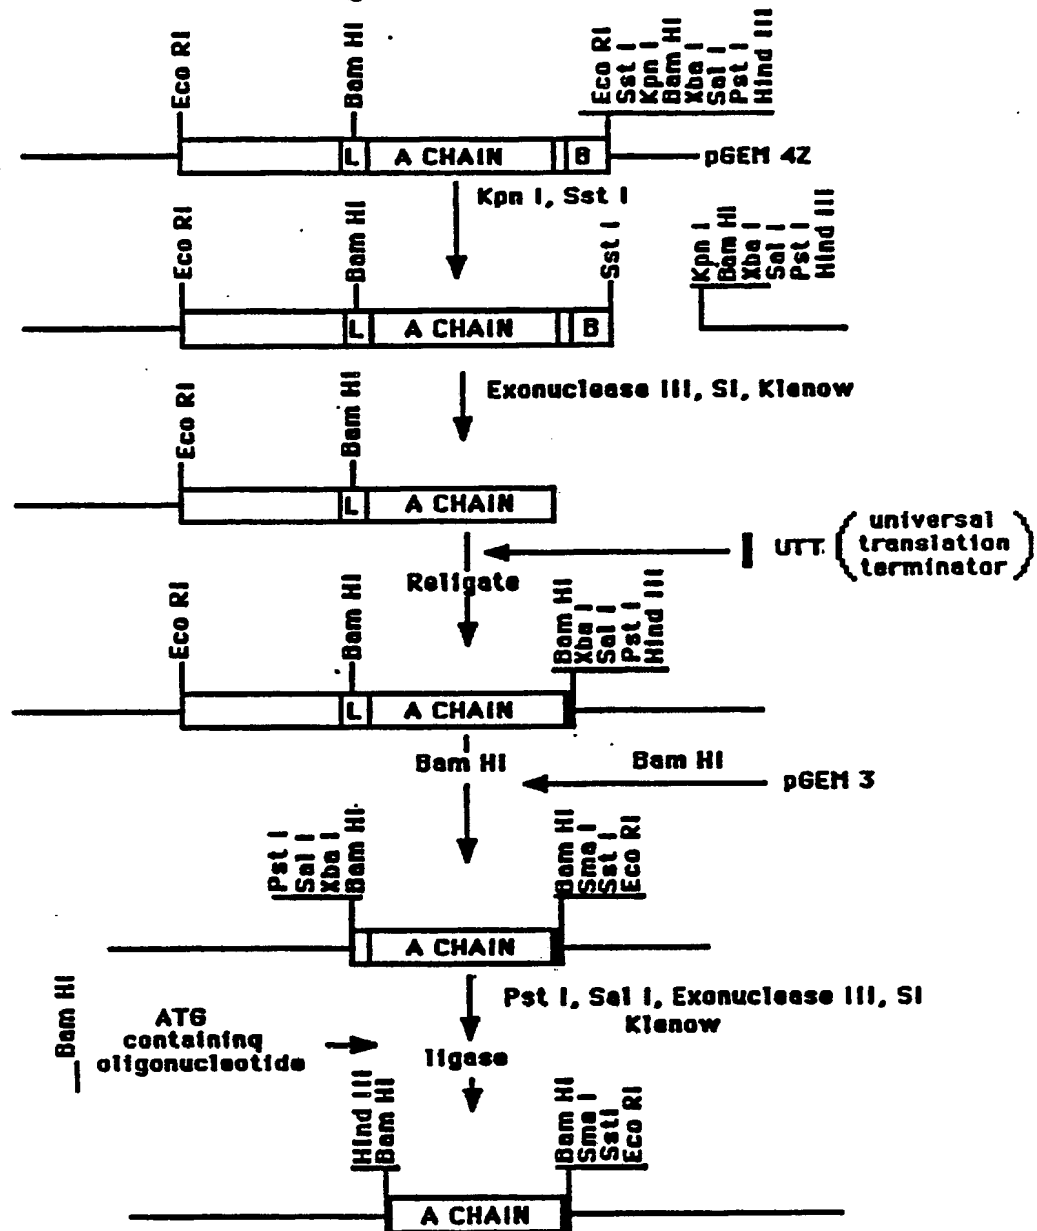 Eco RI
Bam HI
Eco RI
Sst I
Kpn I
Bam HI
Xba I
Sal I
Pst I
Hind III
L
A CHAIN
B
pGEM 4Z
Kpn I, Sst I
Eco RI
Bam HI
Sst I
Kpn I
Bam HI
Xba I
Sal I
Pst I
Hind III
L
A CHAIN
B
Exonuclease III, SI, Klenow
Eco RI
Bam HI
L
A CHAIN
UTT. (universal
translation
terminator)
Religate
Eco RI
Bam HI
Bam HI
Xba I
Sal I
Pst I
Hind III
L
A CHAIN
Bam HI
Bam HI
pGEM 3
Pst I
Sal I
Xba I
Bam HI
Bam HI
Sma I
Sst I
Eco RI
A CHAIN
Pst I, Sal I, Exonuclease III, SI
Klenow
Bam HI
ATG
containing
oligonucleotide
ligase
Hind III
Bam HI
Bam HI
Sma I
SstI
Eco RI
A CHAIN